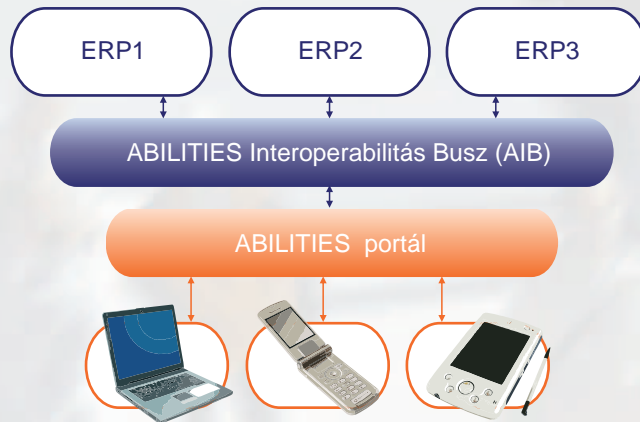 ERP1
ERP2
ERP3
ABILITIES Interoperabilitás Busz (AIB)
ABILITIES portál